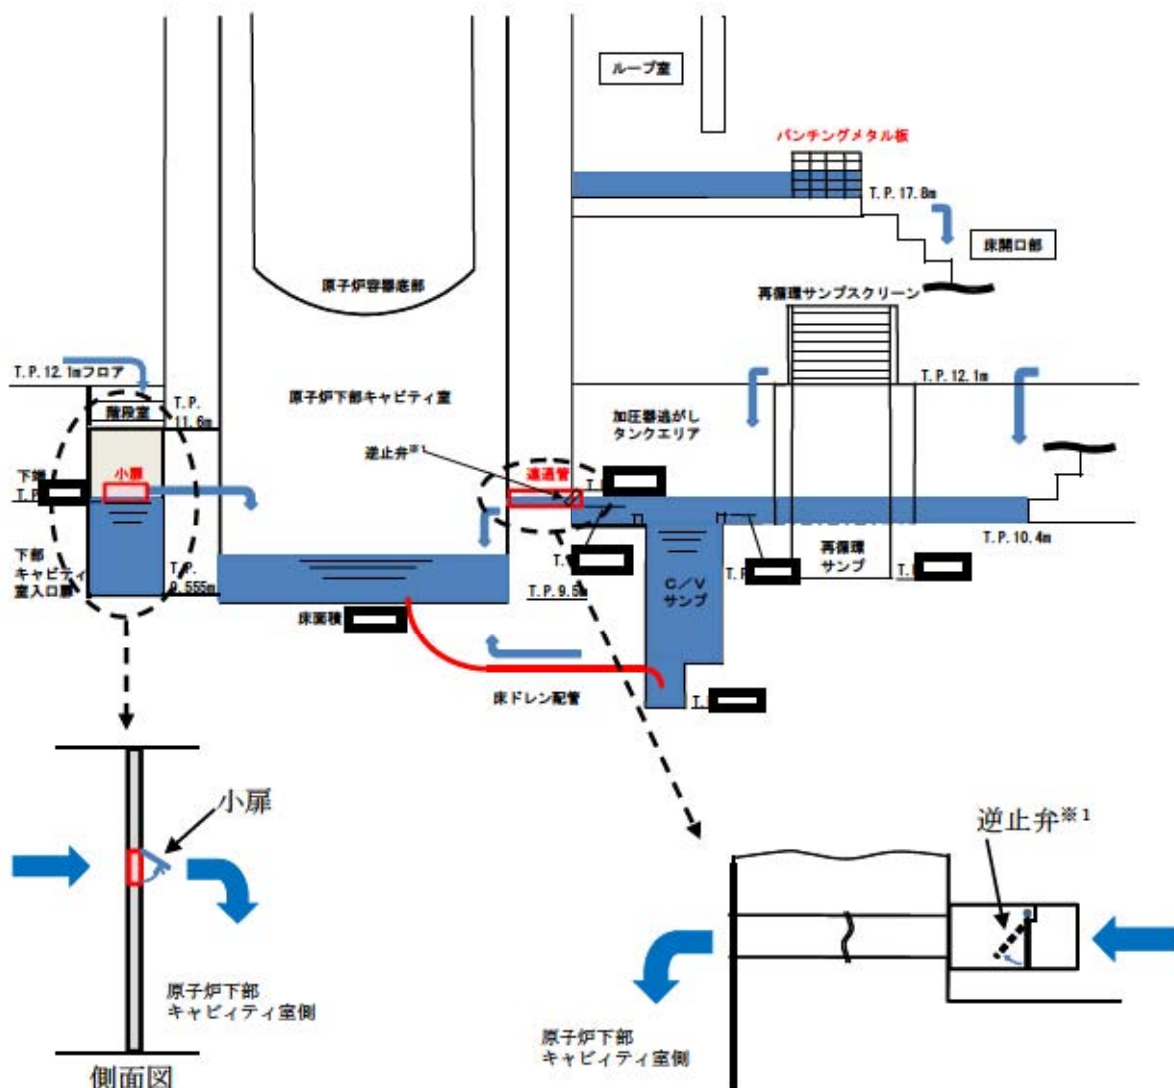 ループ室
パンチングメタル板
T.P.17.8m
床開口部
原子炉容器底部
再循環サンプスクリーン
T.P.12.1mフロア
T.P.12.1m
階段室
T.P.
11.6m
原子炉下部キャビティ室
加圧器逃がし
タンクエリア
逆止弁※1
小扉
連通管
下端
T.P
T.
下部
キャビティ
室入口扉
T.P.
9.555m
T.P.10.4m
T.
T.P
再循環
サンプ
T.
C/V
サンプ
T.P.9.5m
床面積
床ドレン配管
T.
小扉
逆止弁※1
原子炉下部
キャビィティ室側
原子炉下部
キャビィティ室側
側面図